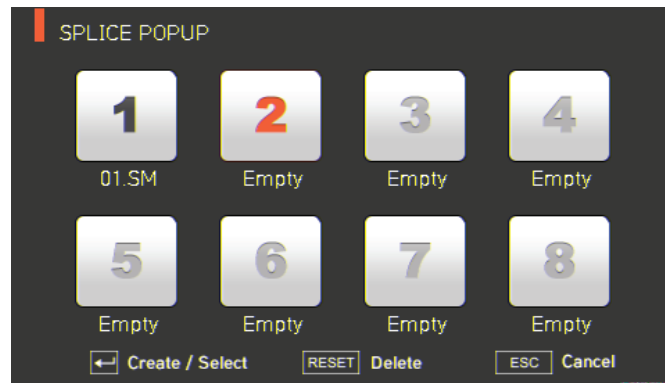 SPLICE POPUP
1 2 3 4
01.SM Empty Empty Empty
5 6 7 8
Empty Empty Empty Empty
Create / Select RESET Delete ESC Cancel